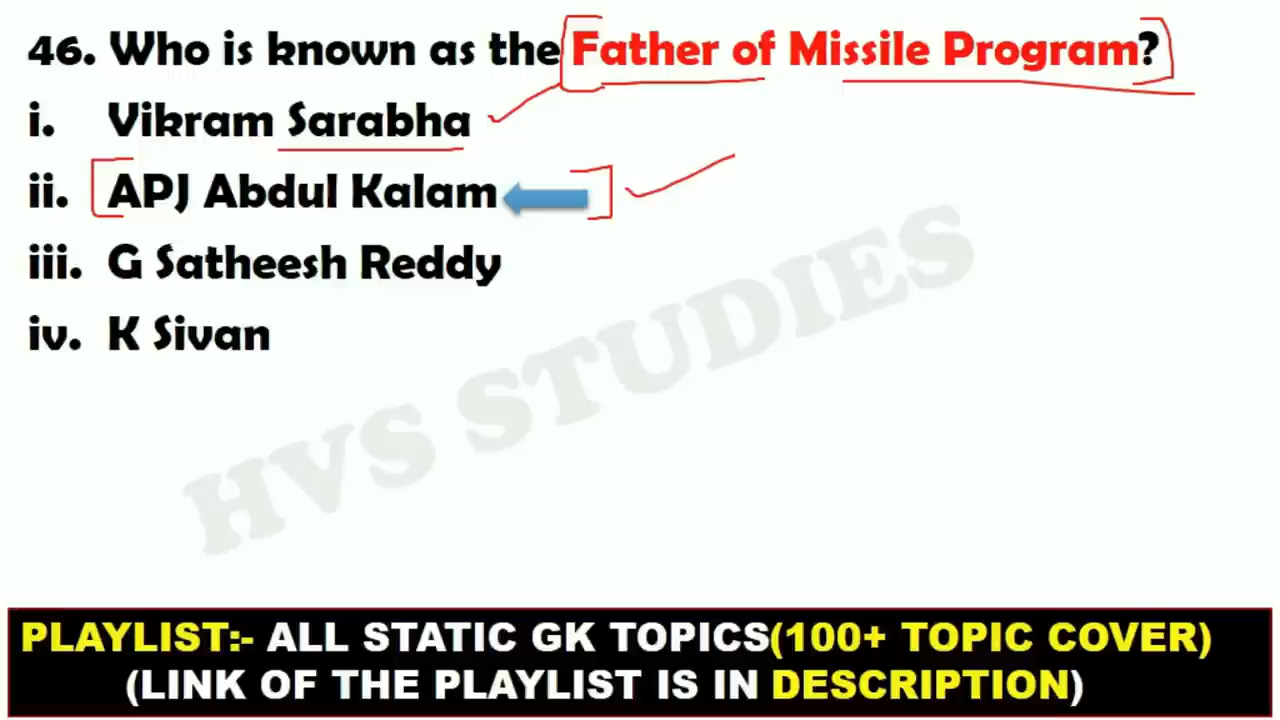 46. Who is known as the Father of Missile Program?
i. Vikram Sarabha
ii. APJ Abdul Kalam
iii. G Satheesh Reddy
iv. K Sivan
HVS STUDIES
PLAYLIST:- ALL STATIC GK TOPICS(100+ TOPIC COVER)
(LINK OF THE PLAYLIST IS IN DESCRIPTION)